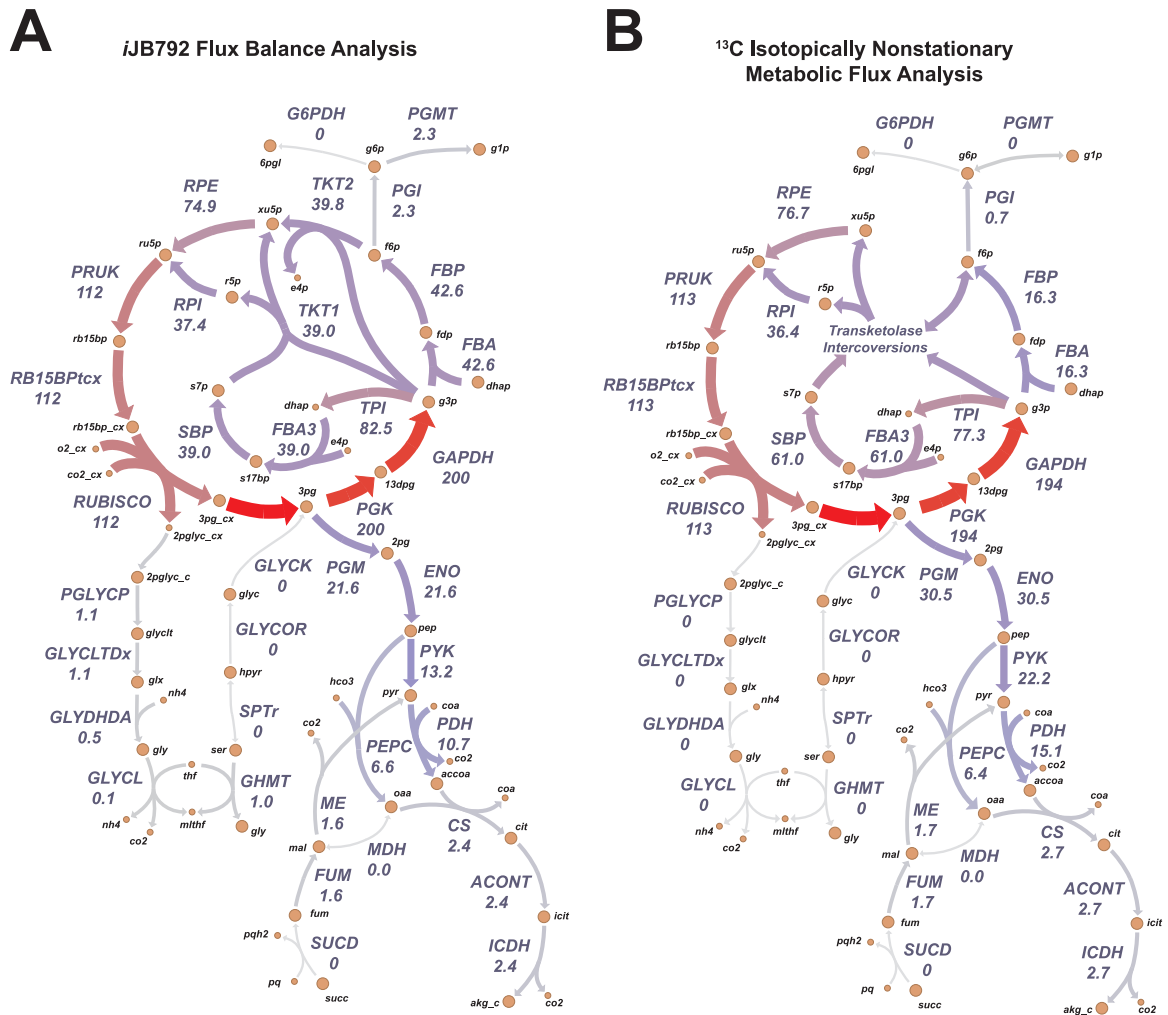 A
iJB792 Flux Balance Analysis
G6PDH
0
PGMT
2.3
6pgl
g6p
g1p
RPE
74.9
xu5p
TKT2
39.8
PGI
2.3
ru5p
f6p
PRUK
112
r5p
e4p
FBP
42.6
RPI
37.4
TKT1
39.0
rb15bp
fdp
FBA
42.6
RB15BPtcx
112
s7p
dhap
dhap
g3p
TPI
82.5
rb15bp_cx
SBP
39.0
FBA3
39.0
e4p
o2_cx
co2_cx
s17bp
13dpg
GAPDH
200
RUBISCO
112
3pg_cx
3pg
PGK
200
2pglyc_cx
2pg
2pglyc_c
GLYCK
0
PGM
21.6
ENO
21.6
PGLYCP
1.1
glyc
glyclt
GLYCOR
0
pep
GLYCLTDx
1.1
PYK
13.2
glx
hpyr
nh4
hco3
pyr
coa
GLYDHDA
0.5
SPTr
0
co2
PDH
10.7
gly
ser
PEPC
6.6
co2
thf
accoa
GLYCL
0.1
GHMT
1.0
ME
1.6
oaa
coa
nh4
mlthf
co2
gly
CS
2.4
cit
mal
MDH
0.0
FUM
1.6
ACONT
2.4
fum
icit
pqh2
SUCD
0
ICDH
2.4
pq
succ
akg_c
co2
B
13C Isotopically Nonstationary
Metabolic Flux Analysis
G6PDH
0
PGMT
0
6pgl
g6p
g1p
RPE
76.7
xu5p
PGI
0.7
ru5p
f6p
PRUK
113
r5p
FBP
16.3
RPI
36.4
Transketolase
Intercoversions
rb15bp
fdp
FBA
16.3
RB15BPtcx
113
s7p
dhap
dhap
g3p
TPI
77.3
rb15bp_cx
SBP
61.0
FBA3
61.0
e4p
o2_cx
co2_cx
s17bp
13dpg
GAPDH
194
RUBISCO
113
3pg_cx
3pg
PGK
194
2pglyc_cx
2pg
2pglyc_c
GLYCK
0
PGM
30.5
ENO
30.5
PGLYCP
0
glyc
glyclt
GLYCOR
0
pep
GLYCLTDx
0
PYK
22.2
glx
hpyr
nh4
hco3
pyr
coa
GLYDHDA
0
SPTr
0
co2
PDH
15.1
gly
ser
PEPC
6.4
co2
thf
accoa
GLYCL
0
GHMT
0
ME
1.7
oaa
coa
nh4
mlthf
co2
gly
CS
2.7
cit
mal
MDH
0.0
FUM
1.7
ACONT
2.7
fum
icit
pqh2
SUCD
0
ICDH
2.7
pq
succ
akg_c
co2